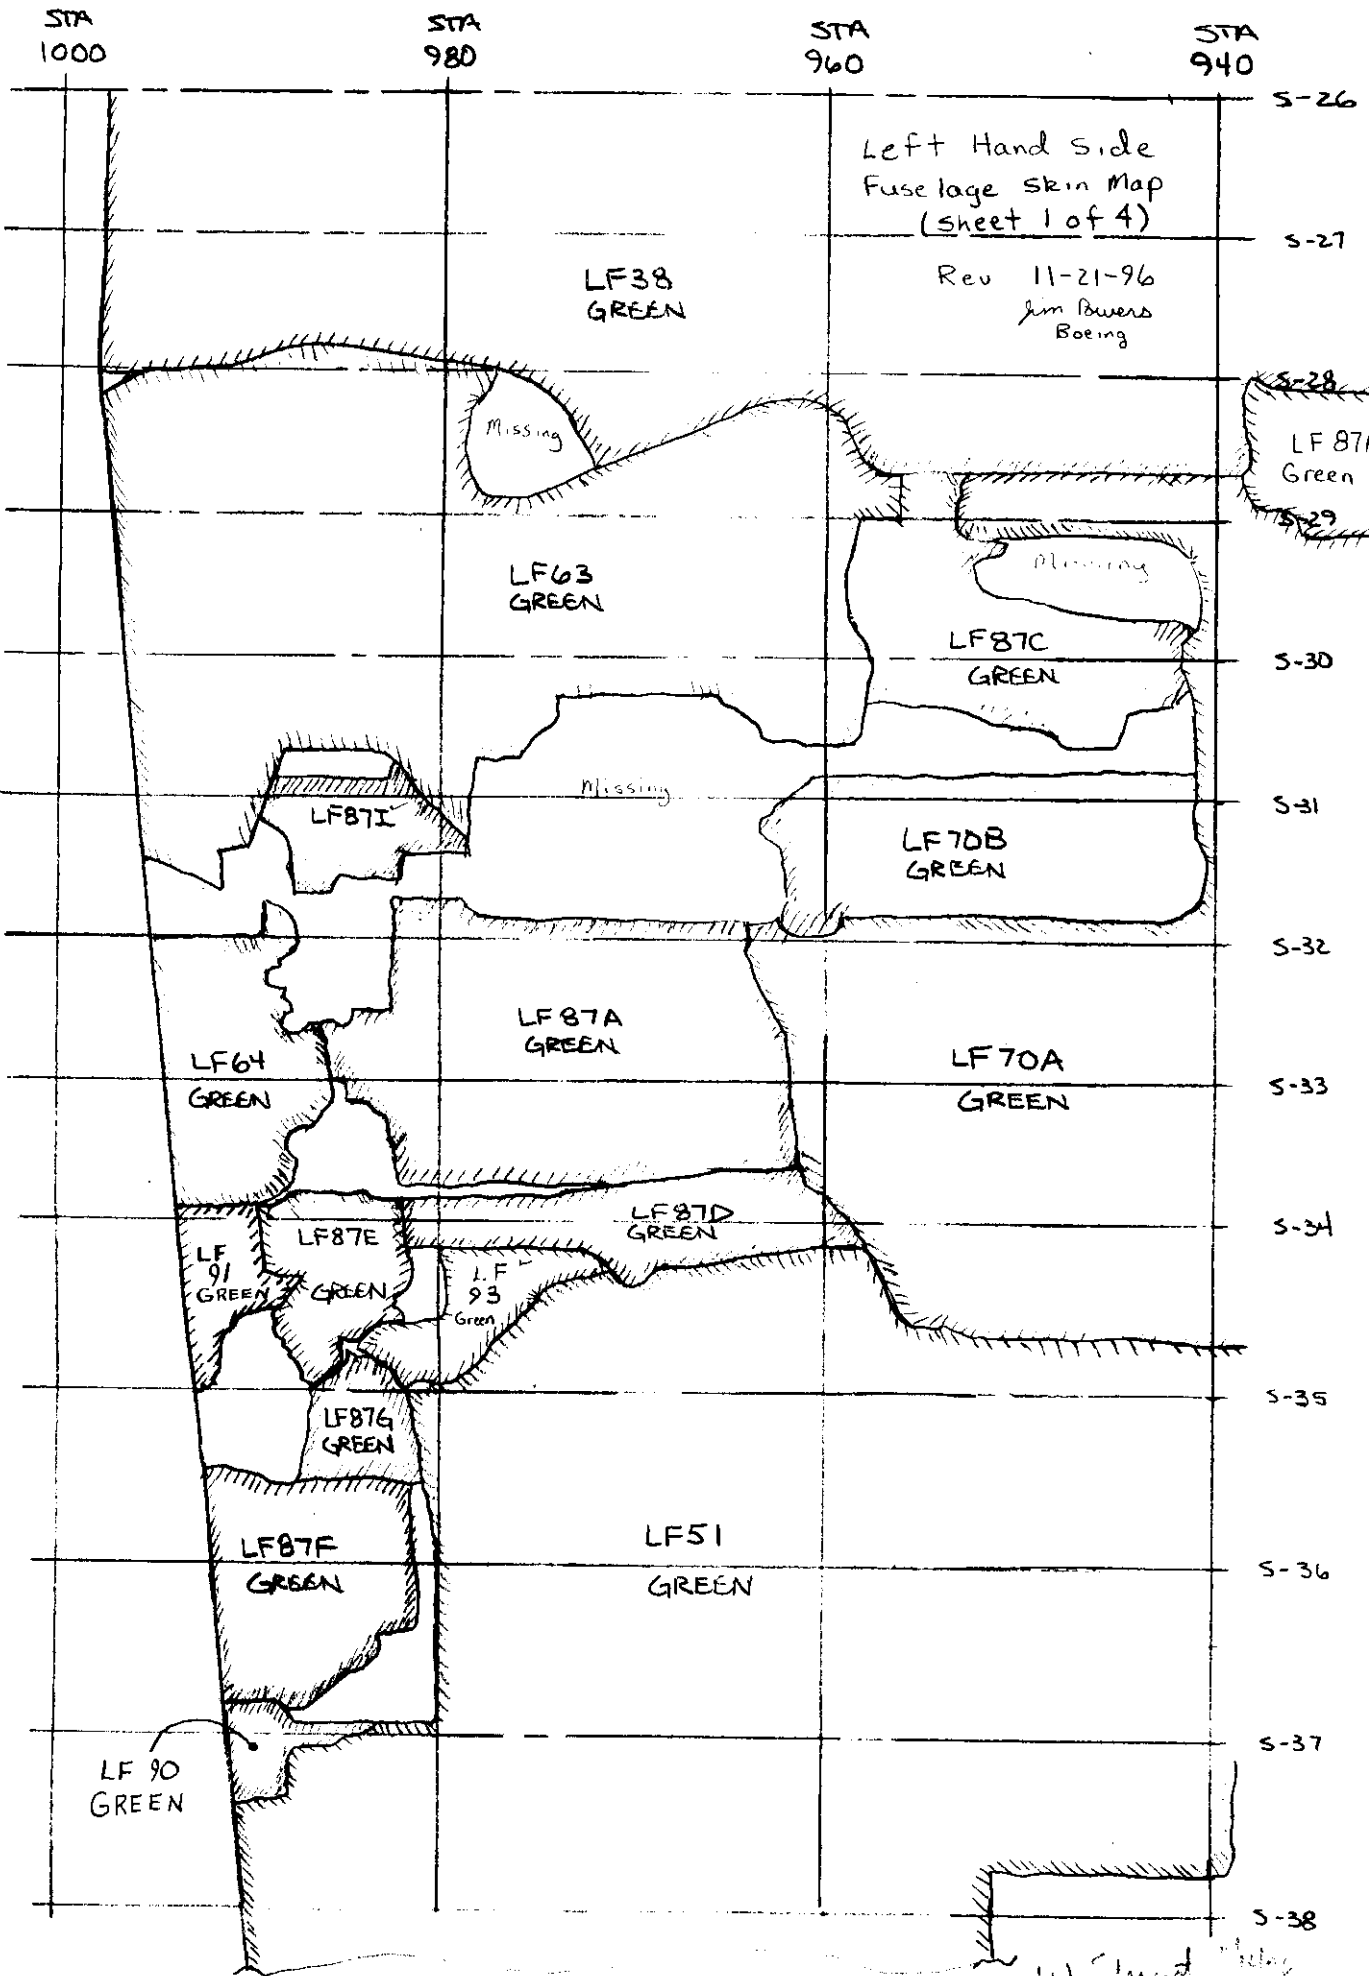 STA
1000
STA
980
STA
960
STA
940
S-26
Left Hand Side
Fuselage Skin Map
(sheet 1 of 4)
S-27
LF38
GREEN
Rev 11-21-96
Jim Bowers
Boeing
S-28
Missing
LF 87
Green
S-29
LF63
GREEN
Missing
LF87C
GREEN
S-30
Missing
LF87I
S-31
LF70B
GREEN
S-32
LF87A
GREEN
LF64
GREEN
LF70A
GREEN
S-33
LF87D
GREEN
S-34
LF87E
GREEN
LF
91
GREEN
LF
93
Green
S-35
LF87G
GREEN
LF51
GREEN
LF87F
GREEN
S-36
S-37
LF 90
GREEN
S-38